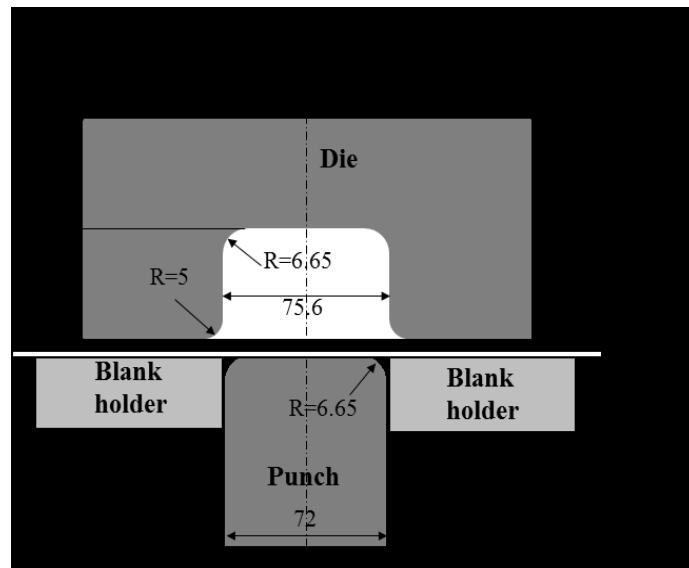 Die
R=6.65
R=5
75.6
Blank
holder
Blank
holder
R=6.65
Punch
72